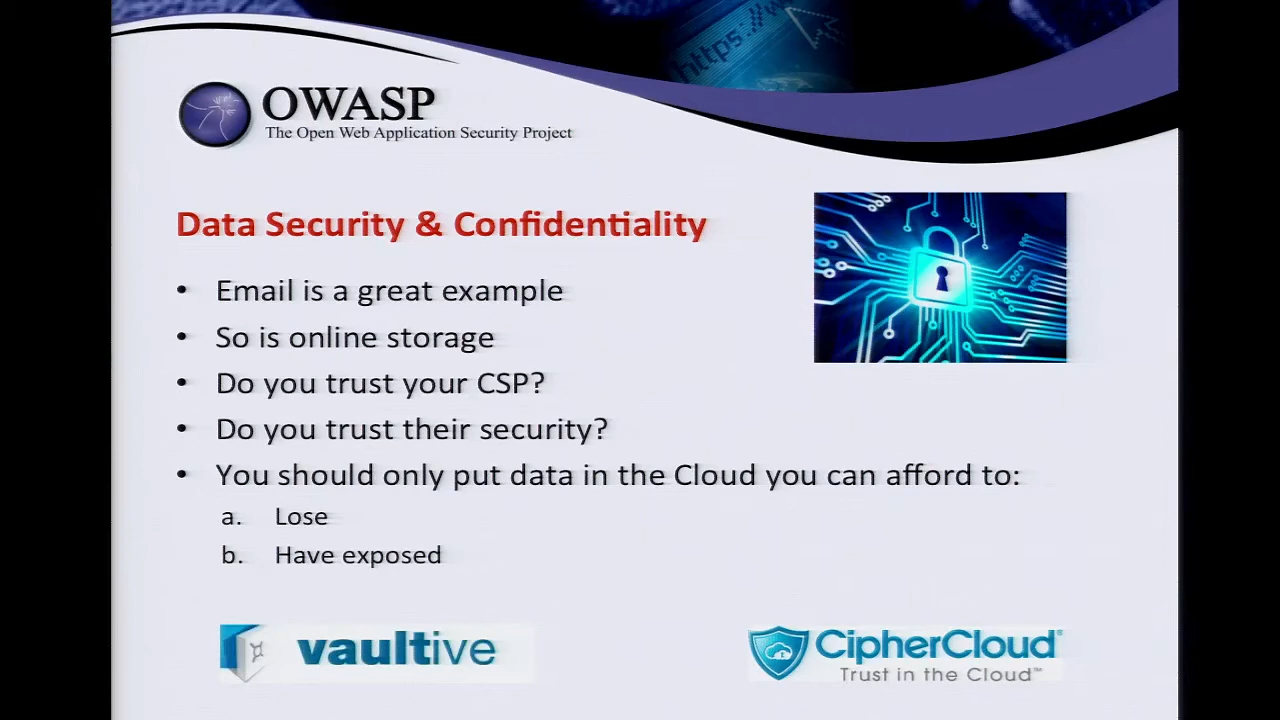 https://w
OWASP
The Open Web Application Security Project
Data Security & Confidentiality
• Email is a great example
• So is online storage
• Do you trust your CSP?
• Do you trust their security?
• You should only put data in the Cloud you can afford to:
a. Lose
b. Have exposed
vaultive
CipherCloud®
Trust in the Cloud™